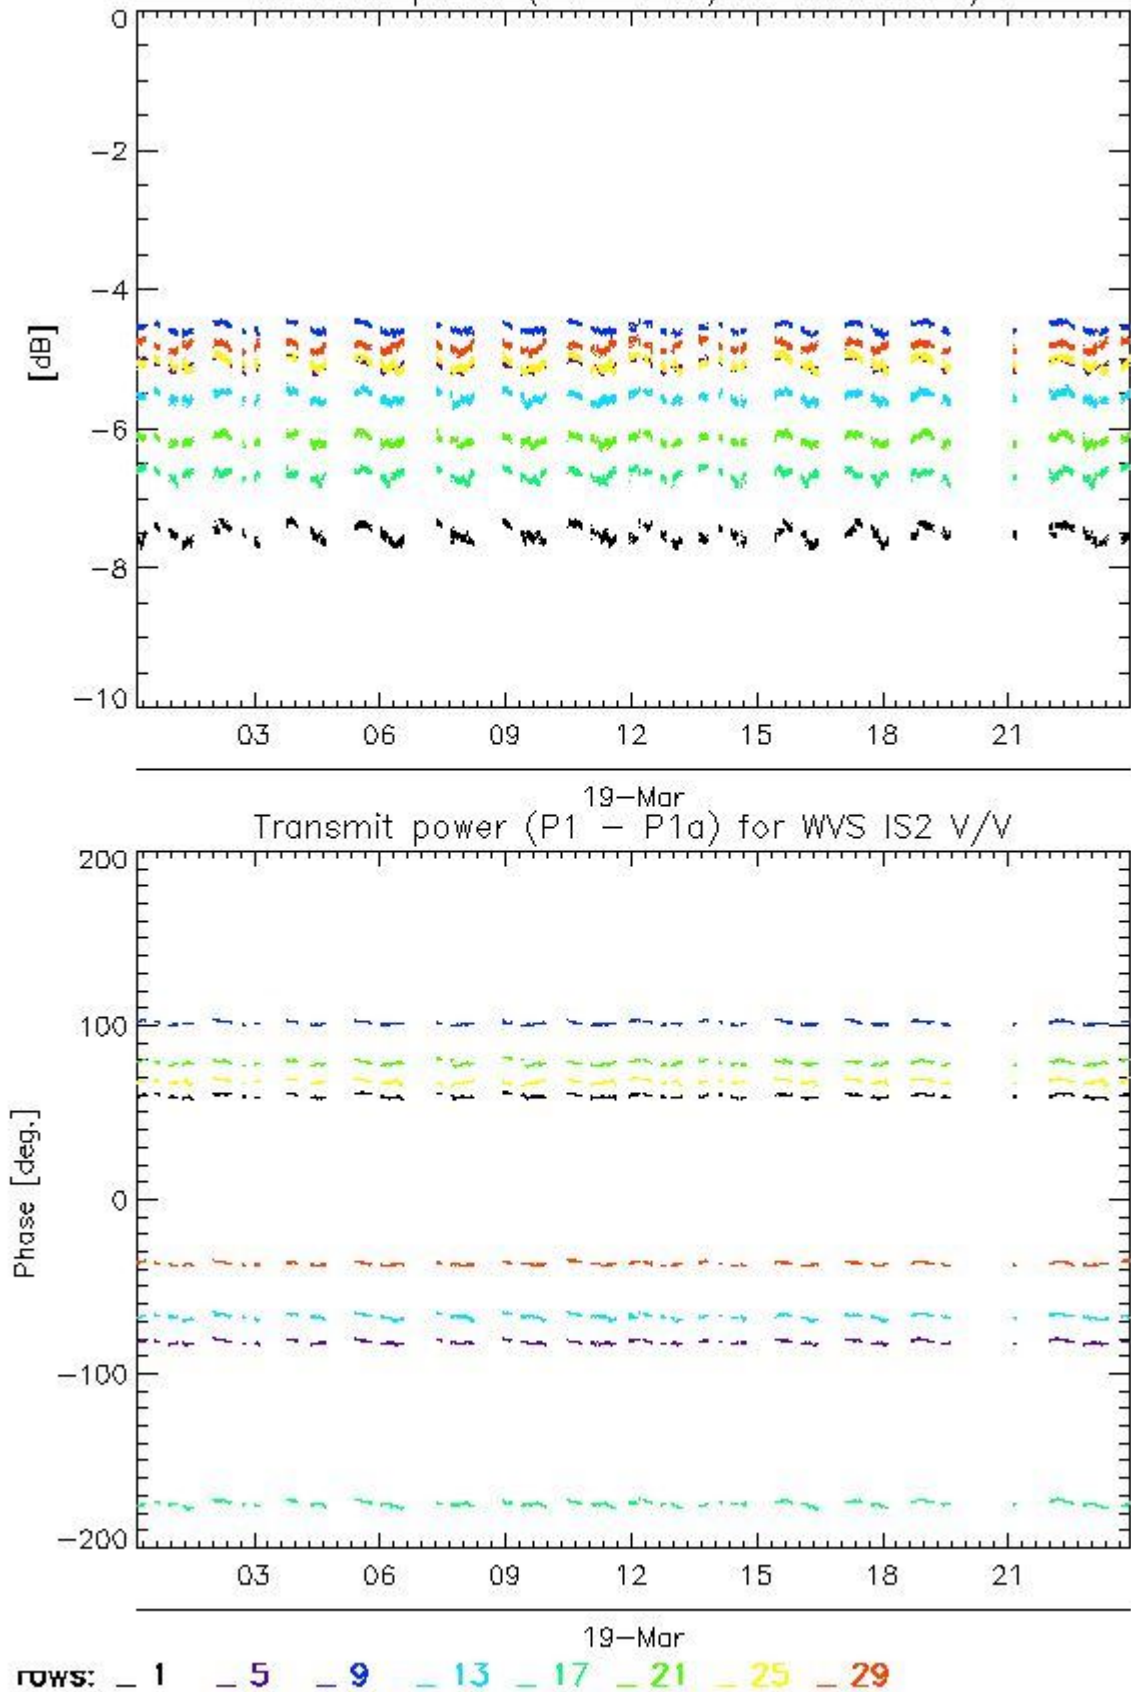 0
-2
-4
[dB]
-6
-8
-10
03 06 09 12 15 18 21
19-Mar
Transmit power (P1 - P1a) for WVS IS2 V/V
200
100
0
Phase [deg.]
-100
-200
03 06 09 12 15 18 21
19-Mar
rows: _ 1 _ 5 _ 9 _ 13 _ 17 _ 21 _ 25 _ 29